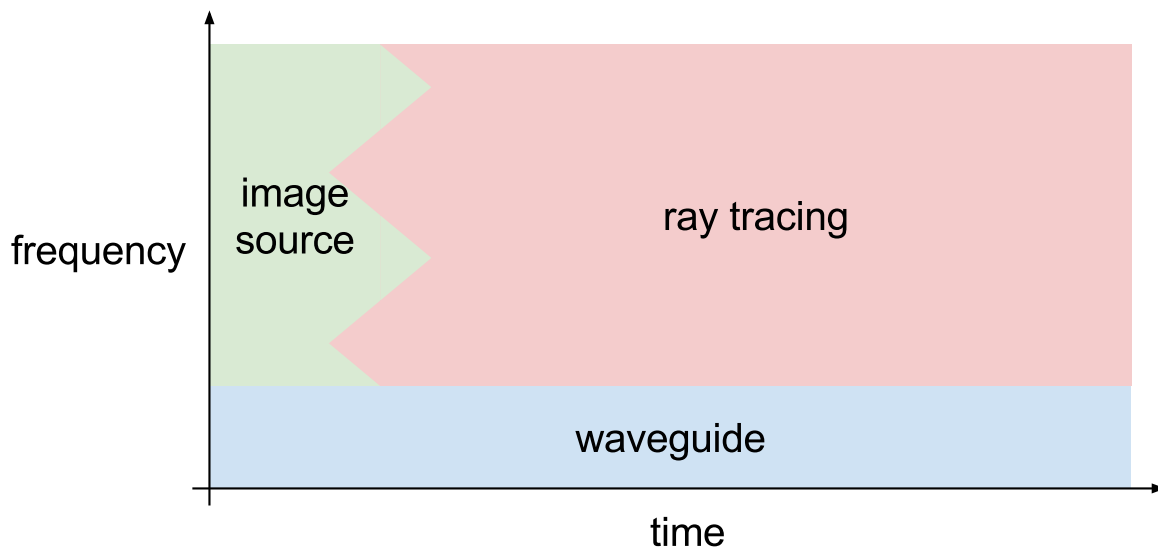 frequency
image
source
ray tracing
waveguide
time